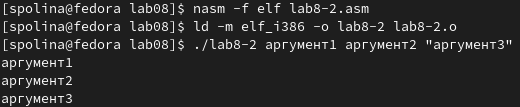 [spolina@fedora lab08]$ nasm -f elf lab8-2.asm
[spolina@fedora lab08]$ ld -m elf_i386 -o lab8-2 lab8-2.o
[spolina@fedora lab08]$ ./lab8-2 аргумент1 аргумент2 "аргумент3"
аргумент1
аргумент2
аргумент3